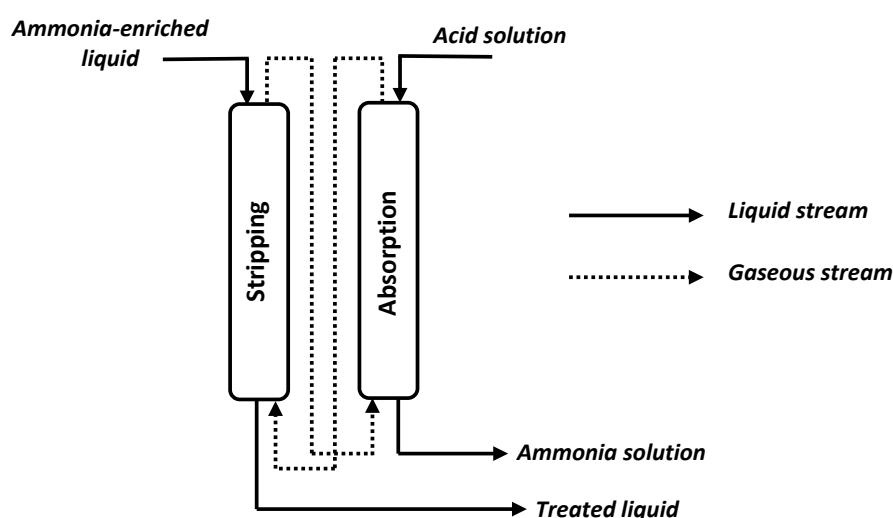 Ammonia-enriched
liquid
Acid solution
Stripping
Absorption
Liquid stream
Gaseous stream
Ammonia solution
Treated liquid